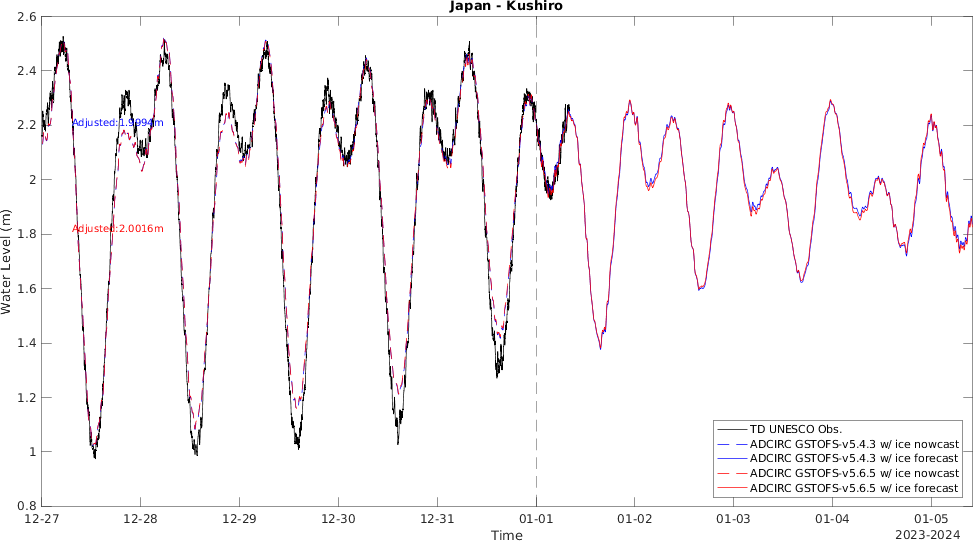 Japan - Kushiro
2.6
2.4
2.2
2
1.8
1.6
1.4
1.2
1
0.8
Water Level (m)
Adjusted:1.9994m
Adjusted:2.0016m
TD UNESCO Obs.
ADCIRC GSTOFS-v5.4.3 w/ ice nowcast
ADCIRC GSTOFS-v5.4.3 w/ ice forecast
ADCIRC GSTOFS-v5.6.5 w/ ice nowcast
ADCIRC GSTOFS-v5.6.5 w/ ice forecast
12-27 12-28 12-29 12-30 12-31 01-01 01-02 01-03 01-04 01-05
Time
2023-2024